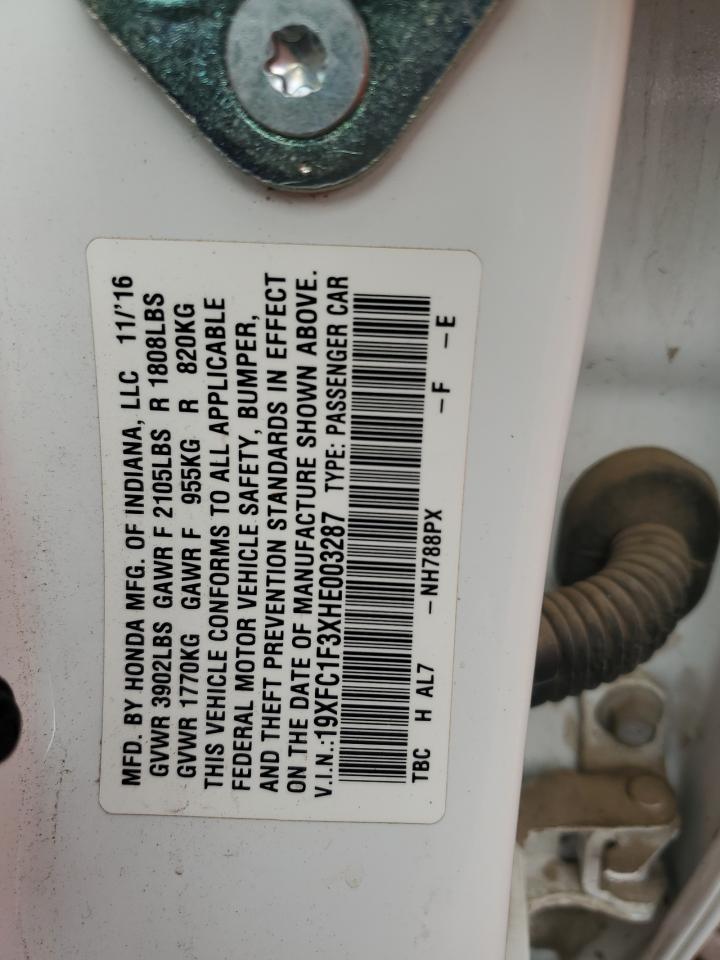 MFD. BY HONDA MFG. OF INDIANA, LLC 11/'16
GVWR 3902LBS GAWR F 2105LBS R 1808LBS
GVWR 1770KG GAWR F 955KG R 820KG
THIS VEHICLE CONFORMS TO ALL APPLICABLE
FEDERAL MOTOR VEHICLE SAFETY, BUMPER,
AND THEFT PREVENTION STANDARDS IN EFFECT
ON THE DATE OF MANUFACTURE SHOWN ABOVE.
V.I.N.:19XFC1F3XHE003287 TYPE: PASSENGER CAR
TBC H AL7 -NH788PX -F -E